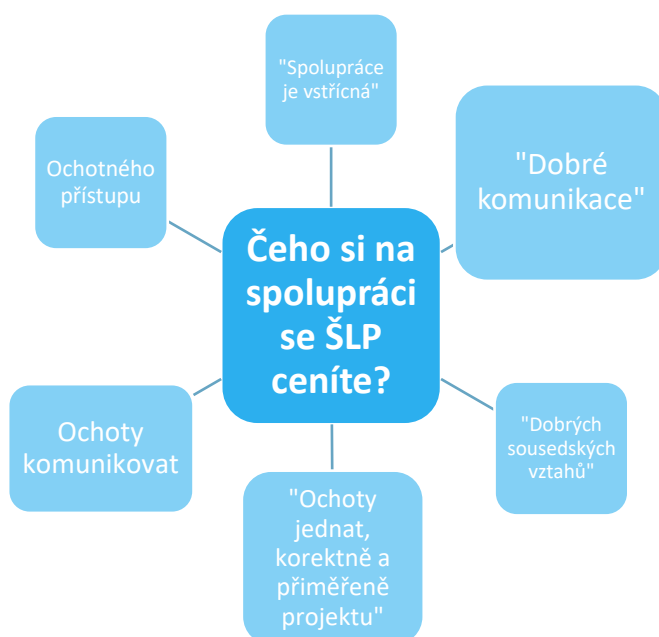 "Spolupráce
je vstřícná"
"Dobré
komunikace"
Ochotného
přístupu
Čeho si na
spolupráci
se ŠLP
ceníte?
Ochoty
komunikovat
"Dobrých
sousedských
vztahů"
"Ochoty
jednat,
korektně a
přiměřeně
projektu"